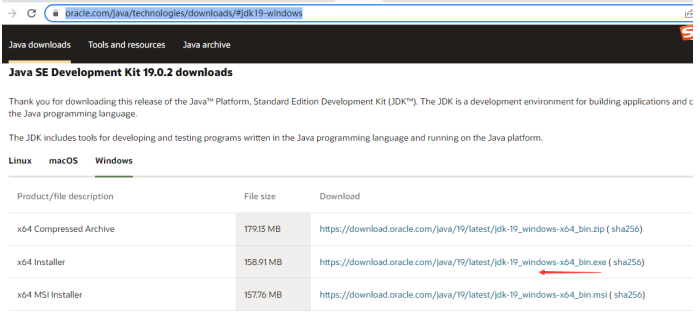 oracle.com/java/technologies/downloads/#jdk19-windows
Java downloads Tools and resources Java archive
Java SE Development Kit 19.0.2 downloads
Thank you for downloading this release of the Java™ Platform, Standard Edition Development Kit (JDK™). The JDK is a development environment for building applications and
the Java programming language.
The JDK includes tools for developing and testing programs written in the Java programming language and running on the Java platform.
Linux macOS Windows
Product/file description File size Download
x64 Compressed Archive 179.13 MB https://download.oracle.com/java/19/latest/jdk-19_windows-x64_bin.zip ( sha256)
x64 Installer 158.91 MB https://download.oracle.com/java/19/latest/jdk-19_windows-x64_bin.exe ( sha256)
x64 MSI Installer 157.76 MB https://download.oracle.com/java/19/latest/jdk-19_windows-x64_bin.msi ( sha256)